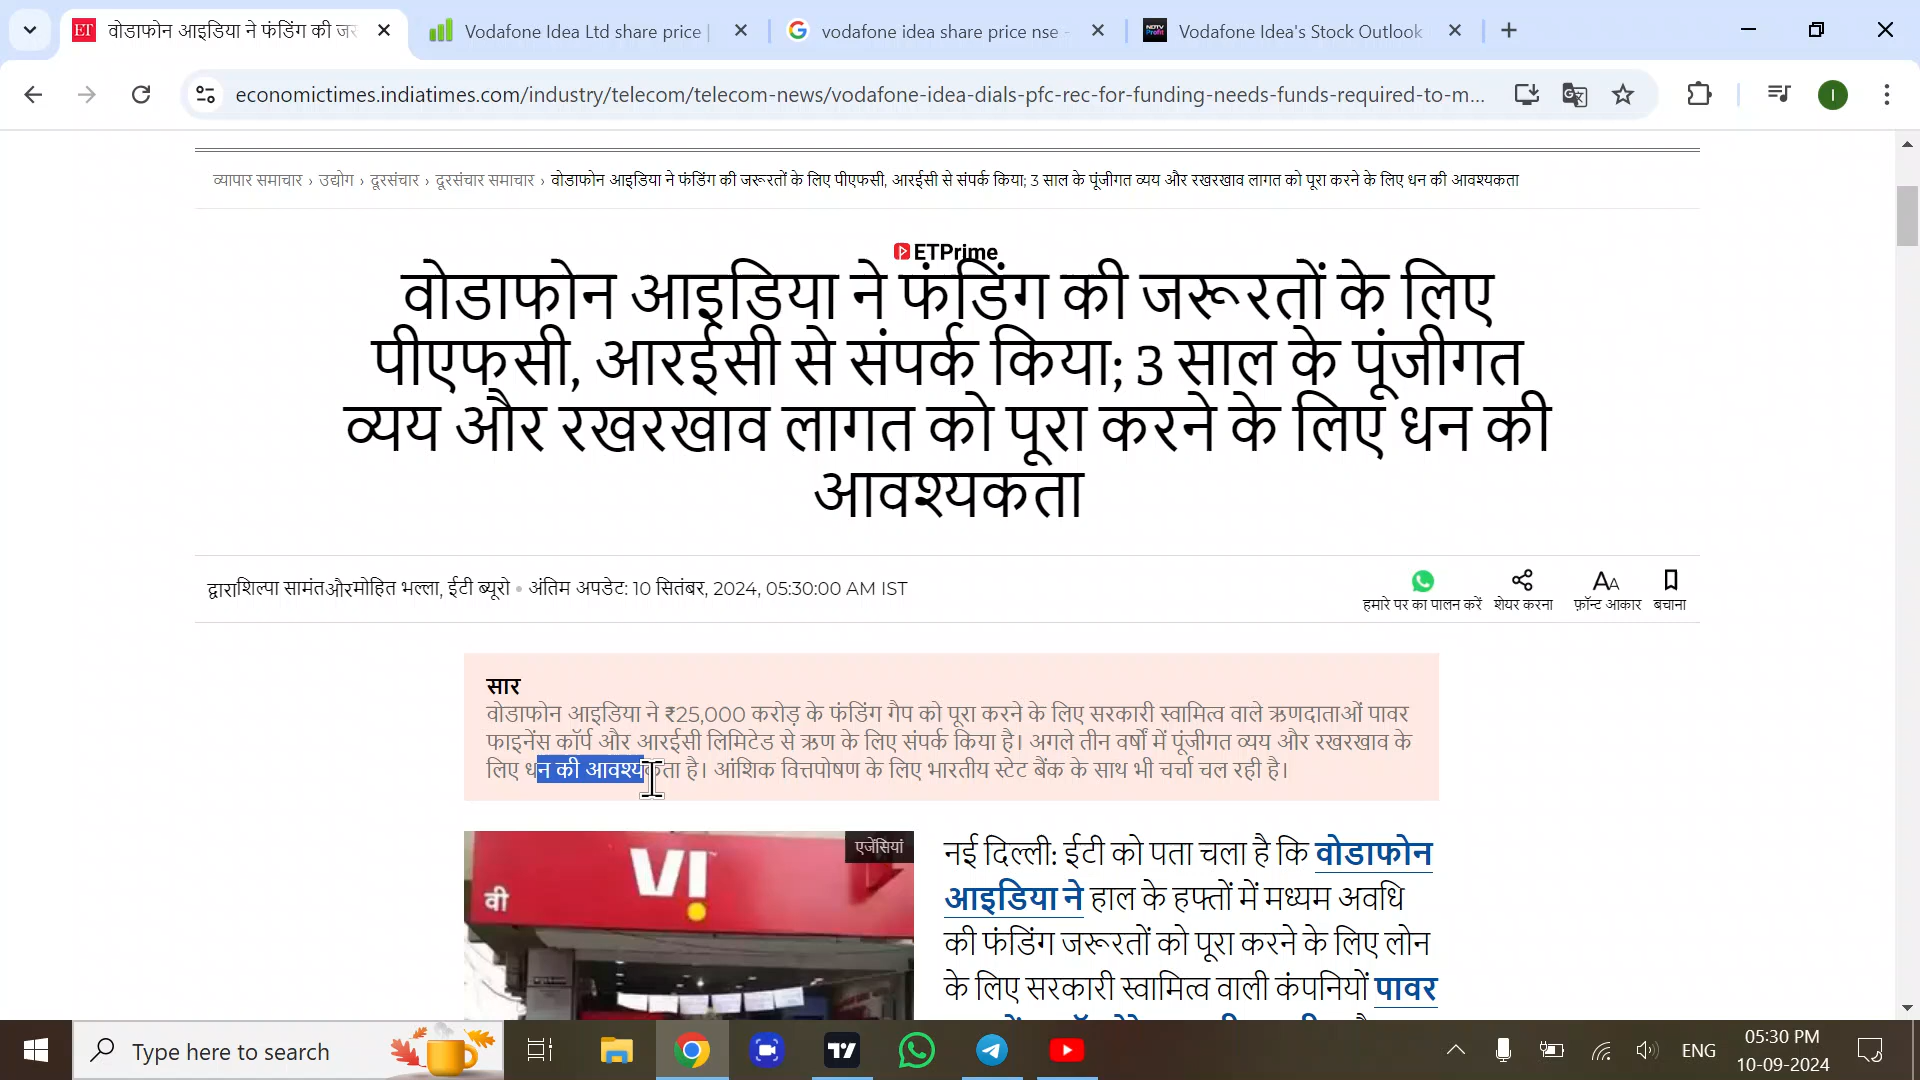 वोडाफोन आइडिया ने फंडिंग की जरू
Vodafone Idea Ltd share price |
vodafone idea share price nse -
Vodafone Idea's Stock Outlook
economictimes.indiatimes.com/industry/telecom/telecom-news/vodafone-idea-dials-pfc-rec-for-funding-needs-funds-required-to-m...
व्यापार समाचार › उद्योग › दूरसंचार › दूरसंचार समाचार › वोडाफोन आइडिया ने फंडिंग की जरूरतों के लिए पीएफसी, आरईसी से संपर्क किया; 3 साल के पूंजीगत व्यय और रखरखाव लागत को पूरा करने के लिए धन की आवश्यकता
ETPrime
वोडाफोन आइडिया ने फंडिंग की जरूरतों के लिए
पीएफसी, आरईसी से संपर्क किया; 3 साल के पूंजीगत
व्यय और रखरखाव लागत को पूरा करने के लिए धन की
आवश्यकता
द्वाराशिल्पा सामंतऔरमोहित भल्ला, ईटी ब्यूरो • अंतिम अपडेट: 10 सितंबर, 2024, 05:30:00 AM IST
हमारे पर का पालन करें
शेयर करना
फ़ॉन्ट आकार
बचाना
सार
वोडाफोन आइडिया ने ₹25,000 करोड़ के फंडिंग गैप को पूरा करने के लिए सरकारी स्वामित्व वाले ऋणदाताओं पावर
फाइनेंस कॉर्प और आरईसी लिमिटेड से ऋण के लिए संपर्क किया है। अगले तीन वर्षों में पूंजीगत व्यय और रखरखाव के
लिए धन की आवश्यकता है। आंशिक वित्तपोषण के लिए भारतीय स्टेट बैंक के साथ भी चर्चा चल रही है।
एजेंसियां
VI
वी
नई दिल्ली: ईटी को पता चला है कि वोडाफोन
आइडिया ने हाल के हफ्तों में मध्यम अवधि
की फंडिंग जरूरतों को पूरा करने के लिए लोन
के लिए सरकारी स्वामित्व वाली कंपनियों पावर
Type here to search
ENG
05:30 PM
10-09-2024